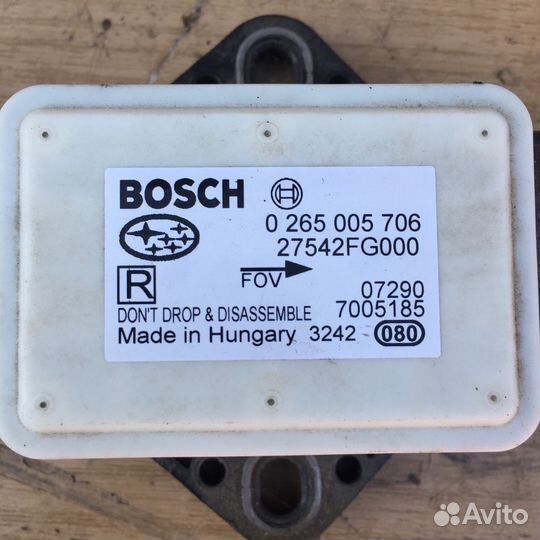 BOSCH
0 265 005 706
27542FG000
R
FOV
07290
DON'T DROP & DISASSEMBLE 7005185
Made in Hungary 3242 080
Avito